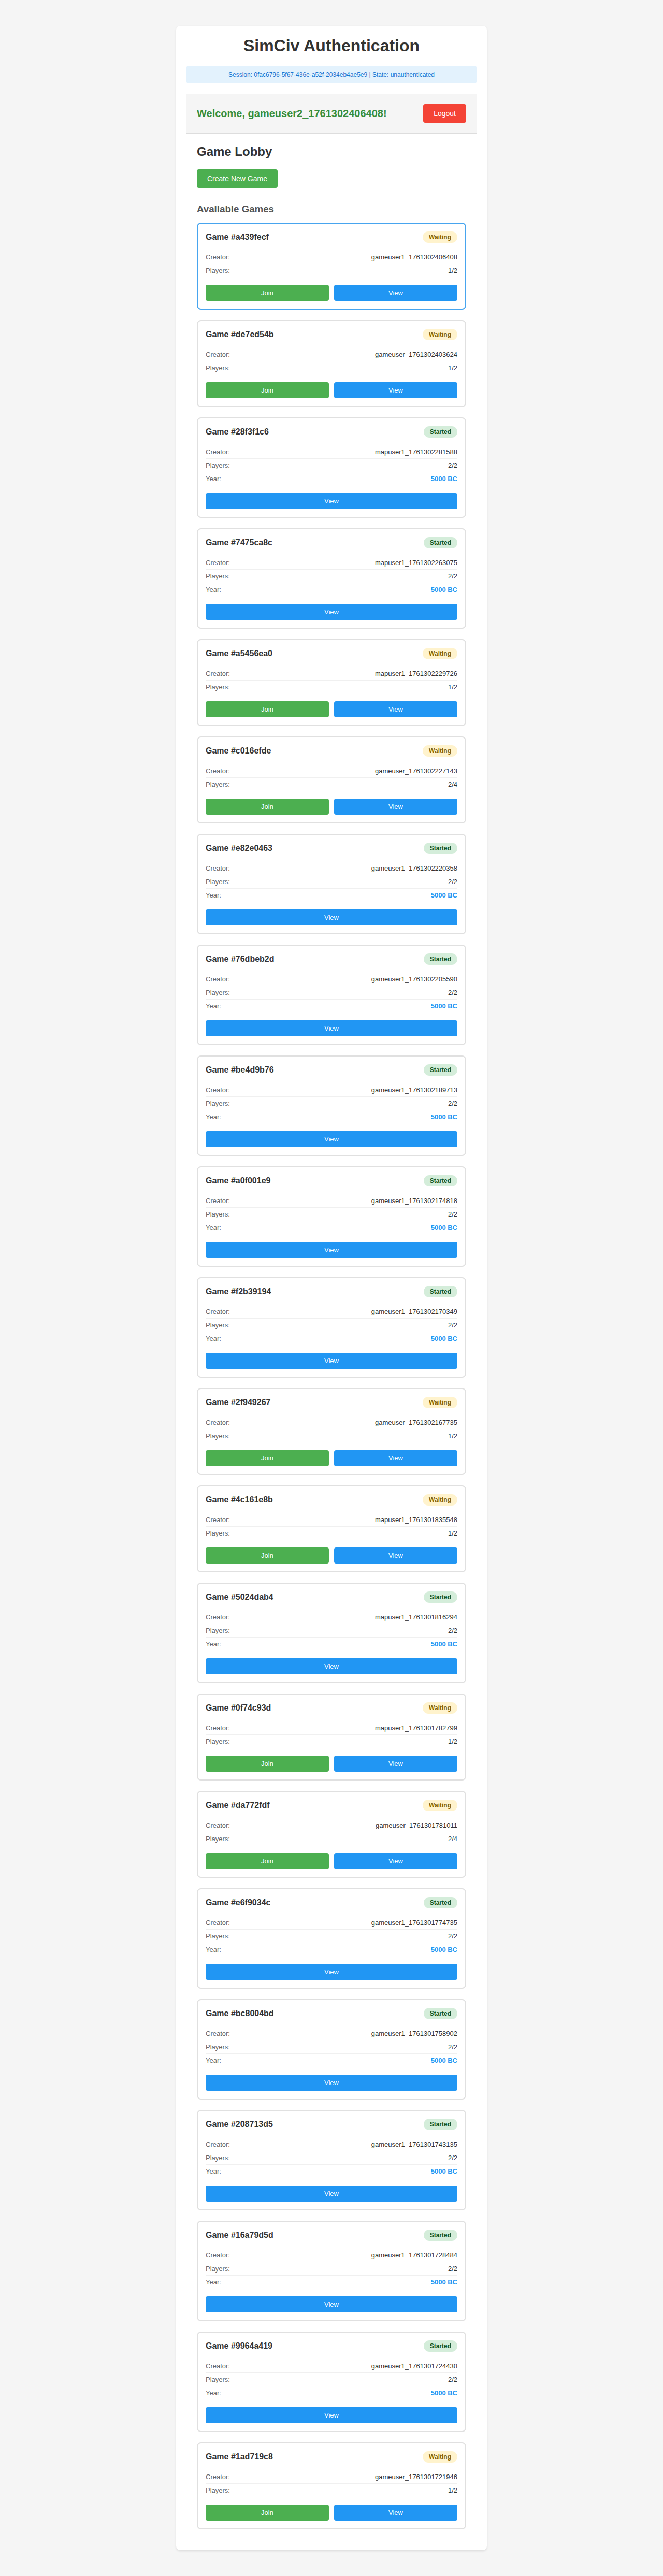 SimCiv Authentication
Session: 0fac6796-5f67-436e-a52f-2034eb4ae5e9 | State: unauthenticated
Welcome, gameuser2_1761302406408! Logout
Game Lobby
Create New Game
Available Games
Game #a439fecf Waiting
Creator: gameuser1_1761302406408
Players: 1/2
Join View
Game #de7ed54b Waiting
Creator: gameuser_1761302403624
Players: 1/2
Join View
Game #28f3f1c6 Started
Creator: mapuser1_1761302281588
Players: 2/2
Year: 5000 BC
View
Game #7475ca8c Started
Creator: mapuser1_1761302263075
Players: 2/2
Year: 5000 BC
View
Game #a5456ea0 Waiting
Creator: mapuser1_1761302229726
Players: 1/2
Join View
Game #c016efde Waiting
Creator: gameuser_1761302227143
Players: 2/4
Join View
Game #e82e0463 Started
Creator: gameuser1_1761302220358
Players: 2/2
Year: 5000 BC
View
Game #76dbeb2d Started
Creator: gameuser1_1761302205590
Players: 2/2
Year: 5000 BC
View
Game #be4d9b76 Started
Creator: gameuser1_1761302189713
Players: 2/2
Year: 5000 BC
View
Game #a0f001e9 Started
Creator: gameuser1_1761302174818
Players: 2/2
Year: 5000 BC
View
Game #f2b39194 Started
Creator: gameuser1_1761302170349
Players: 2/2
Year: 5000 BC
View
Game #2f949267 Waiting
Creator: gameuser_1761302167735
Players: 1/2
Join View
Game #4c161e8b Waiting
Creator: mapuser1_1761301835548
Players: 1/2
Join View
Game #5024dab4 Started
Creator: mapuser1_1761301816294
Players: 2/2
Year: 5000 BC
View
Game #0f74c93d Waiting
Creator: mapuser1_1761301782799
Players: 1/2
Join View
Game #da772fdf Waiting
Creator: gameuser_1761301781011
Players: 2/4
Join View
Game #e6f9034c Started
Creator: gameuser1_1761301774735
Players: 2/2
Year: 5000 BC
View
Game #bc8004bd Started
Creator: gameuser1_1761301758902
Players: 2/2
Year: 5000 BC
View
Game #208713d5 Started
Creator: gameuser1_1761301743135
Players: 2/2
Year: 5000 BC
View
Game #16a79d5d Started
Creator: gameuser1_1761301728484
Players: 2/2
Year: 5000 BC
View
Game #9964a419 Started
Creator: gameuser1_1761301724430
Players: 2/2
Year: 5000 BC
View
Game #1ad719c8 Waiting
Creator: gameuser_1761301721946
Players: 1/2
Join View